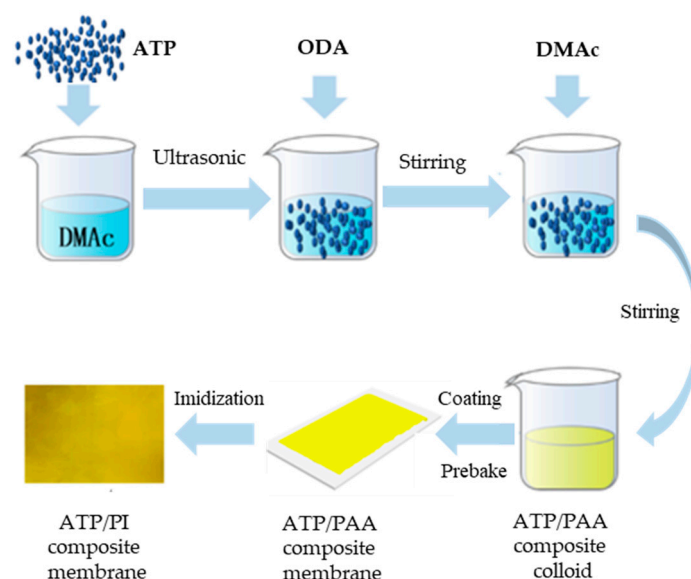 ATP
ODA
DMAc
Ultrasonic
Stirring
DMAc
Stirring
Imidization
Coating
Prebake
ATP/PI
composite
membrane
ATP/PAA
composite
membrane
ATP/PAA
composite
colloid